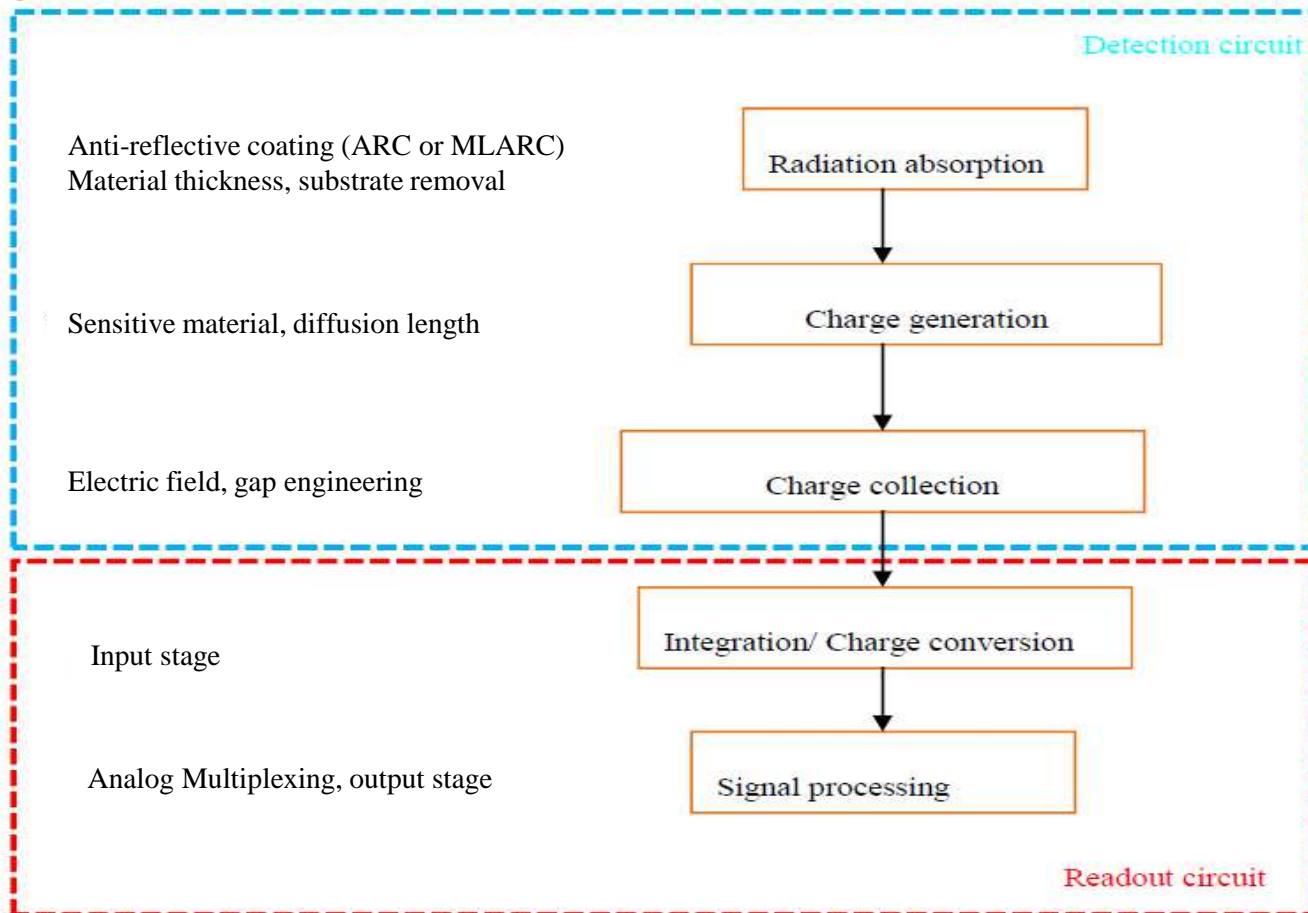 Detection circuit
Anti-reflective coating (ARC or MLARC)
Material thickness, substrate removal
Radiation absorption
Sensitive material, diffusion length
Charge generation
Electric field, gap engineering
Charge collection
Input stage
Integration/ Charge conversion
Analog Multiplexing, output stage
Signal processing
Readout circuit